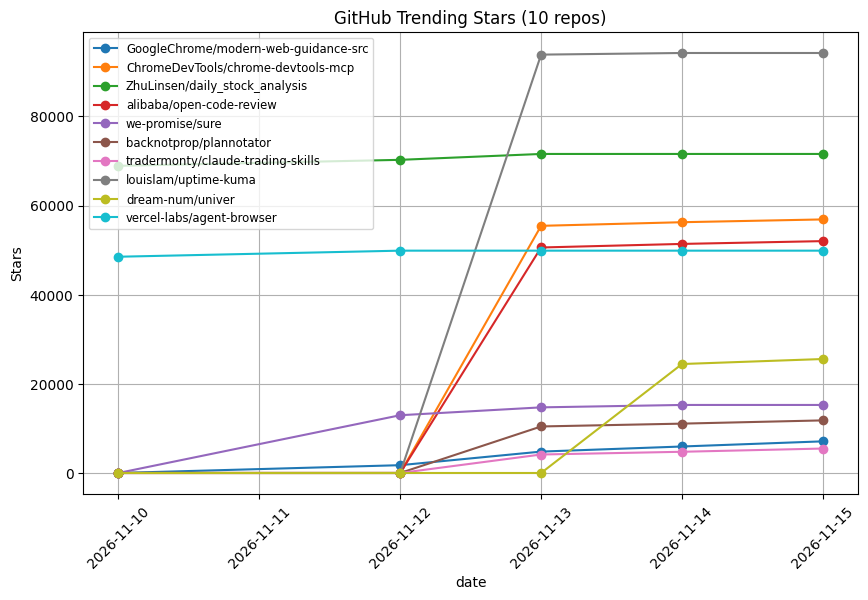 GitHub Trending Stars (10 repos)
GoogleChrome/modern-web-guidance-src
ChromeDevTools/chrome-devtools-mcp
ZhuLinsen/daily_stock_analysis
alibaba/open-code-review
we-promise/sure
backnotprop/plannotator
tradermonty/claude-trading-skills
louislam/uptime-kuma
dream-num/univer
vercel-labs/agent-browser
Stars
80000
60000
40000
20000
0
2026-11-10
2026-11-11
2026-11-12
2026-11-13
2026-11-14
2026-11-15
date